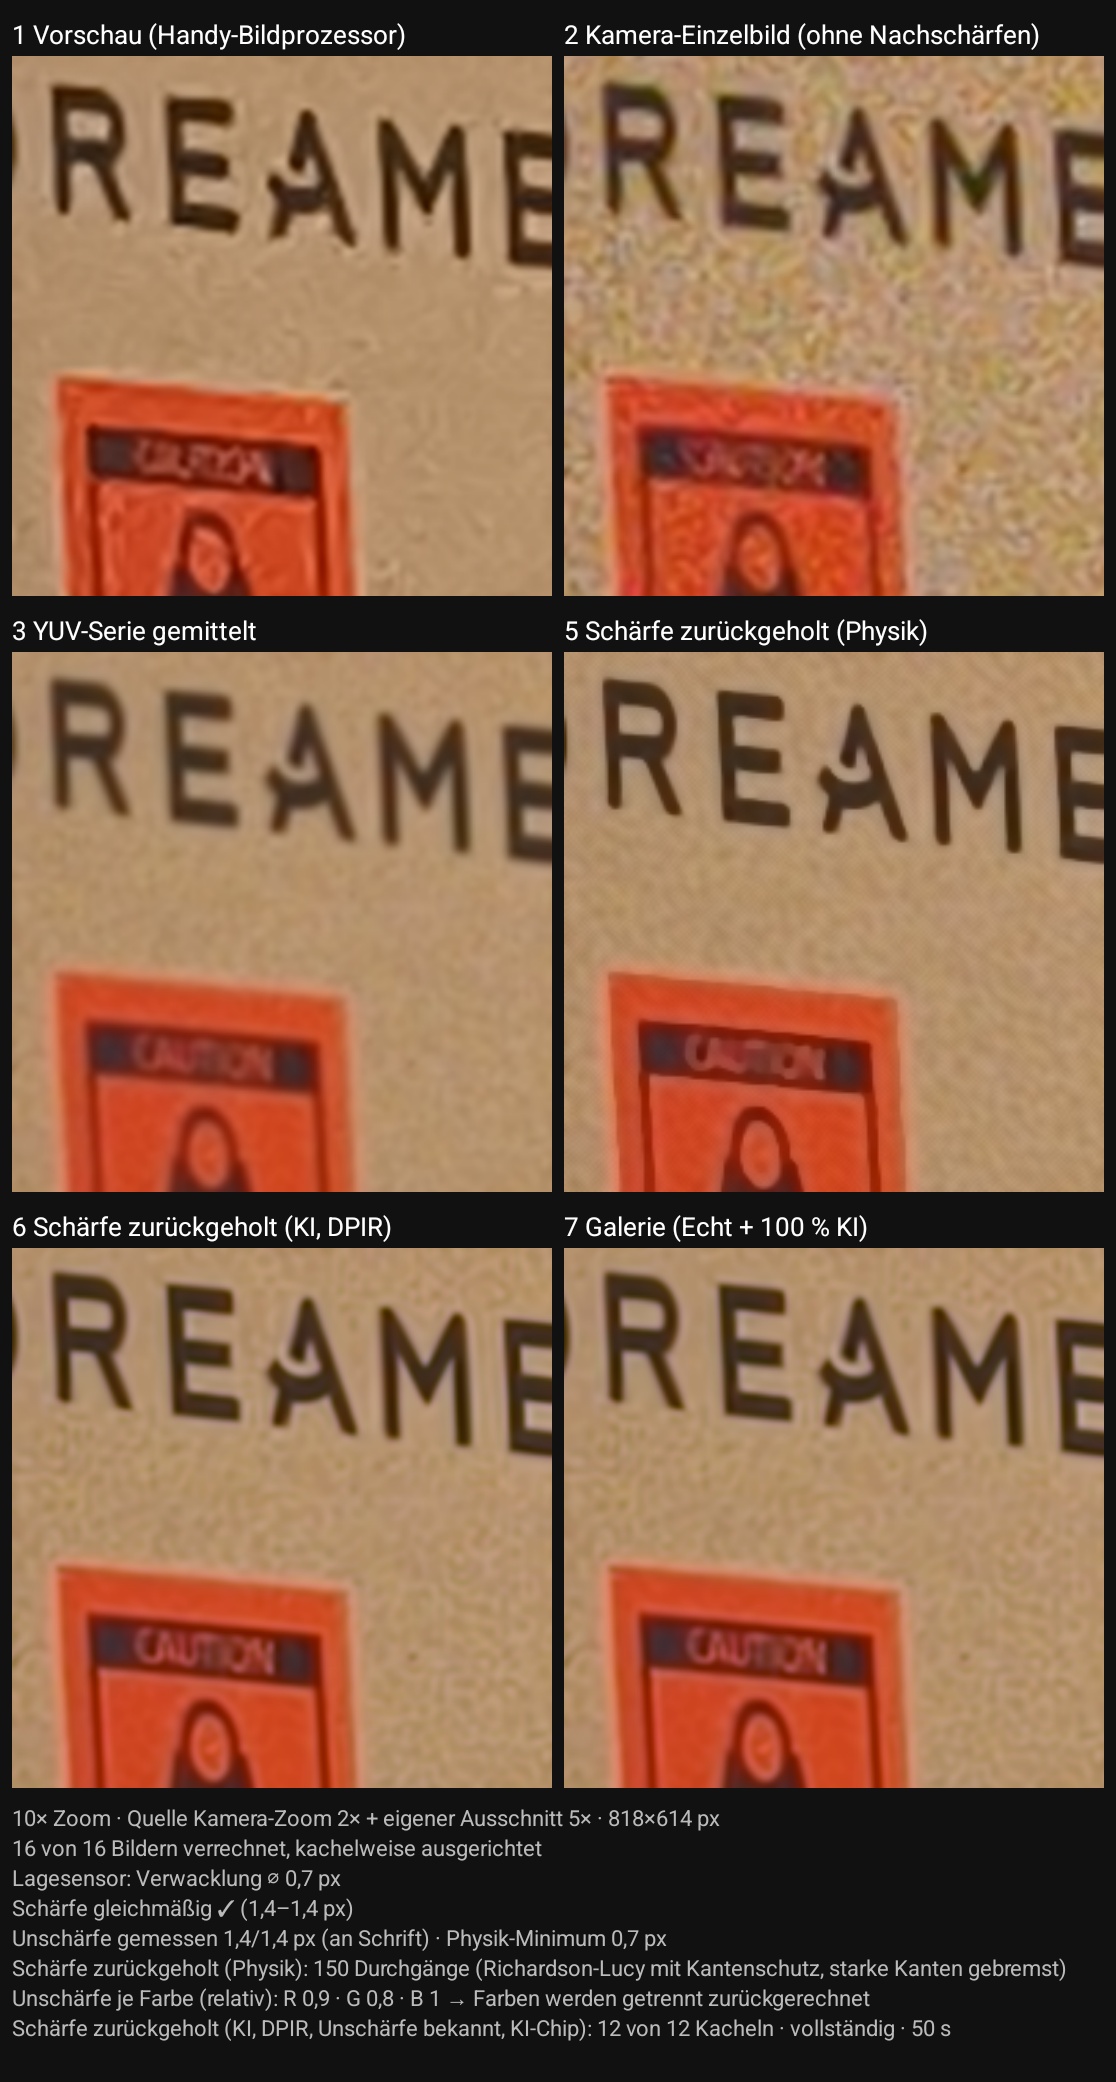 1 Vorschau (Handy-Bildprozessor)
2 Kamera-Einzelbild (ohne Nachschärfen)
REAME
CAUTION
REAME
CAUTION
3 YUV-Serie gemittelt
5 Schärfe zurückgeholt (Physik)
REAME
CAUTION
REAME
CAUTION
6 Schärfe zurückgeholt (KI, DPIR)
7 Galerie (Echt + 100 % KI)
REAME
CAUTION
REAME
CAUTION
10× Zoom · Quelle Kamera-Zoom 2× + eigener Ausschnitt 5× · 818×614 px
16 von 16 Bildern verrechnet, kachelweise ausgerichtet
Lagesensor: Verwacklung ⌀ 0,7 px
Schärfe gleichmäßig ✓ (1,4–1,4 px)
Unschärfe gemessen 1,4/1,4 px (an Schrift) · Physik-Minimum 0,7 px
Schärfe zurückgeholt (Physik): 150 Durchgänge (Richardson-Lucy mit Kantenschutz, starke Kanten gebremst)
Unschärfe je Farbe (relativ): R 0,9 · G 0,8 · B 1 → Farben werden getrennt zurückgerechnet
Schärfe zurückgeholt (KI, DPIR, Unschärfe bekannt, KI-Chip): 12 von 12 Kacheln · vollständig · 50 s